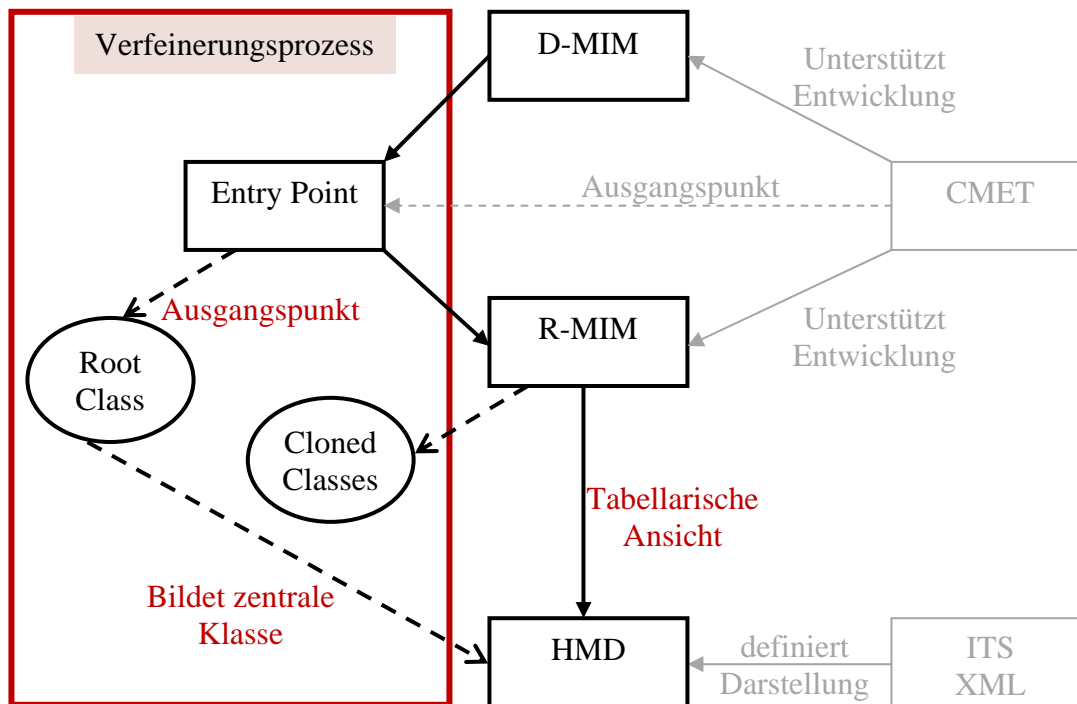 Verfeinerungsprozess
D-MIM
Unterstützt
Entwicklung
Entry Point
Ausgangspunkt
CMET
Ausgangspunkt
R-MIM
Unterstützt
Entwicklung
Root
Class
Cloned
Classes
Tabellarische
Ansicht
Bildet zentrale
Klasse
HMD
definiert
Darstellung
ITS
XML